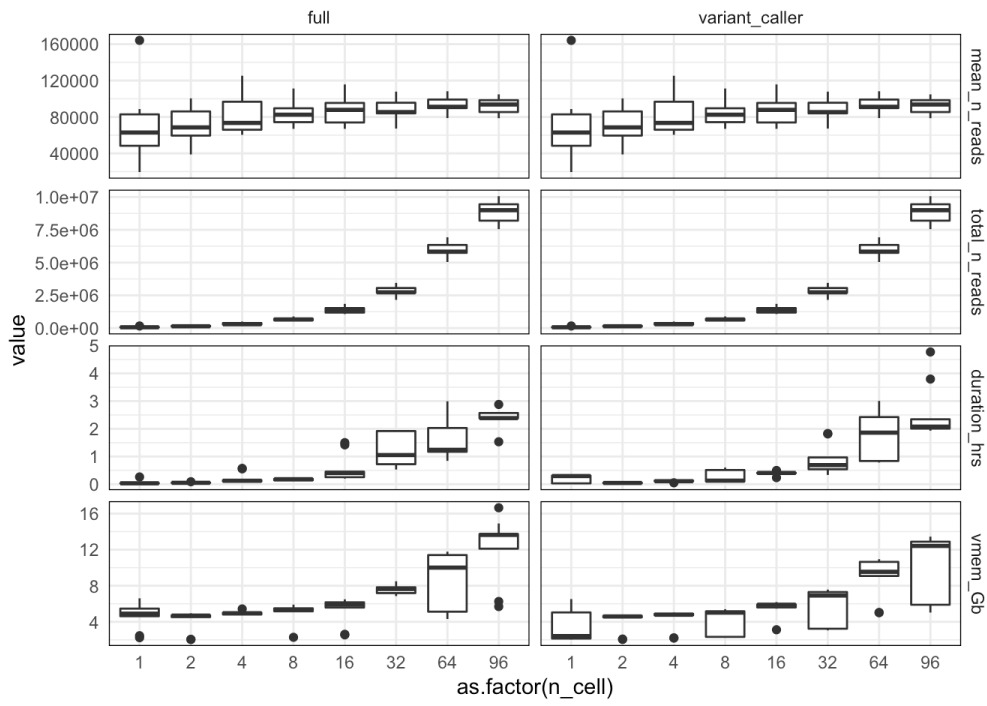 full variant_caller
160000
120000
80000
40000
mean_n_reads
1.0e+07
7.5e+06
5.0e+06
2.5e+06
0.0e+00
total_n_reads
value
5
4
3
2
1
0
duration_hrs
16
12
8
4
vmem_Gb
1 2 4 8 16 32 64 96 1 2 4 8 16 32 64 96
as.factor(n_cell)